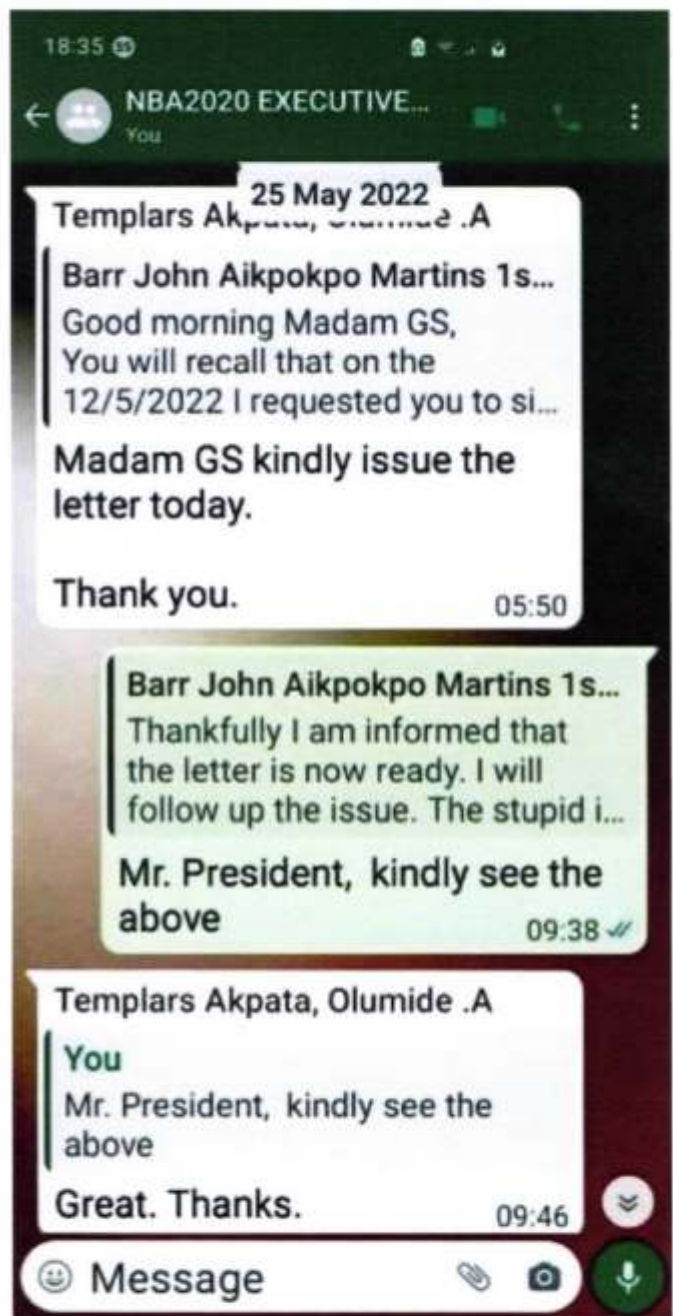 18:35
NBA2020 EXECUTIVE...
You
25 May 2022
Templars .A
Barr John Aikpokpo Martins 1s...
Good morning Madam GS,
You will recall that on the
12/5/2022 I requested you to si...
Madam GS kindly issue the
letter today.
Thank you.
05:50
Barr John Aikpokpo Martins 1s...
Thankfully I am informed that
the letter is now ready. I will
follow up the issue. The stupid i...
Mr. President, kindly see the
above
09:38
Templars Akpata, Olumide .A
You
Mr. President, kindly see the
above
Great. Thanks.
09:46
Message